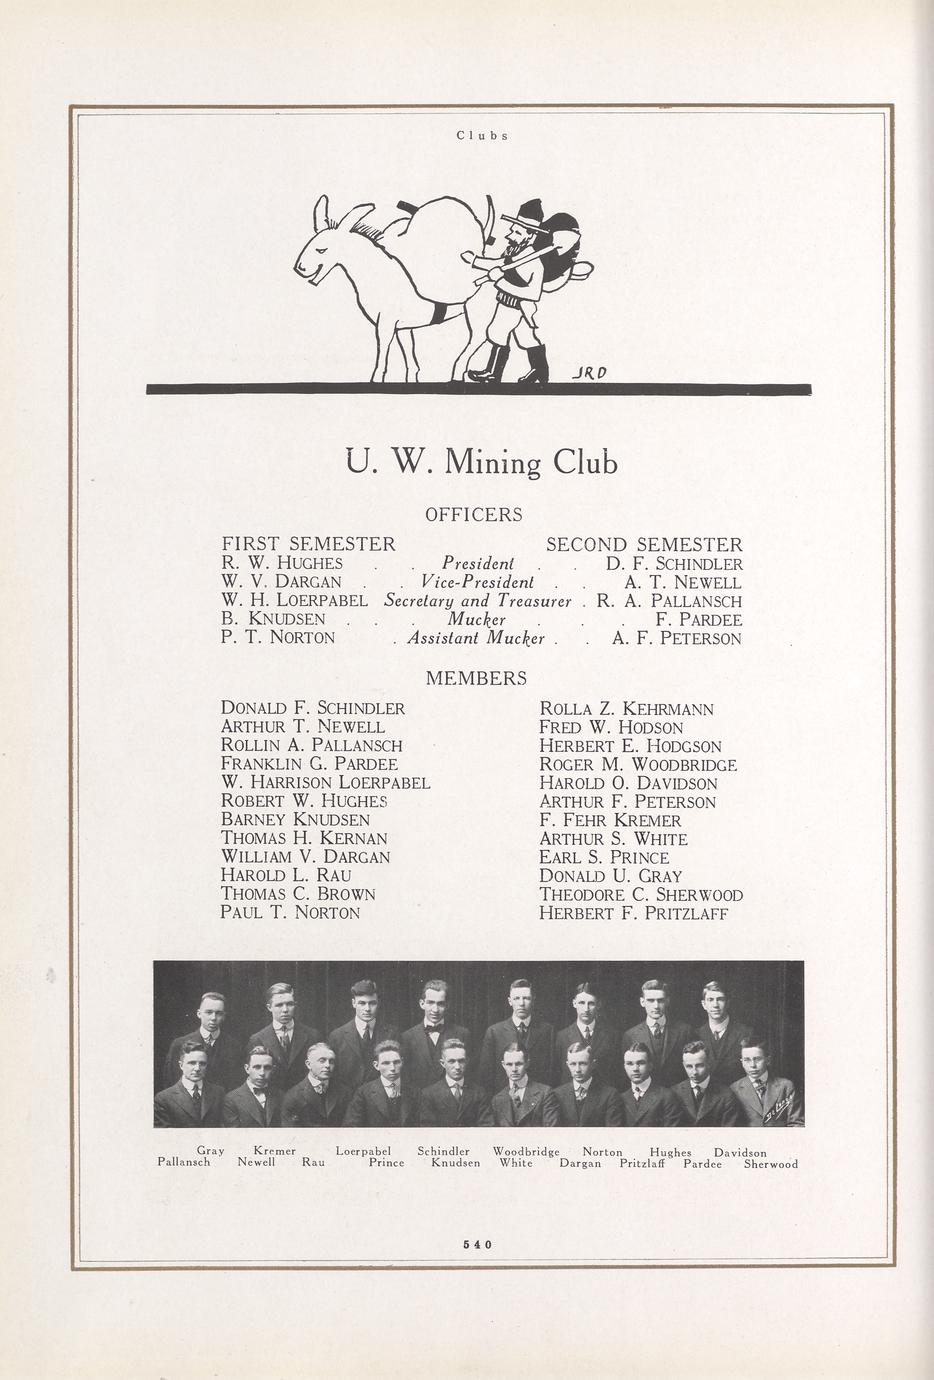 Clubs
JRD
U. W. Mining Club
OFFICERS
FIRST SEMESTER SECOND SEMESTER
R. W. HUGHES . . President . . D. F. SCHINDLER
W. V. DARGAN . . Vice-President . . A. T. NEWELL
W. H. LOERPABEL Secretary and Treasurer . R. A. PALLANSCH
B. KNUDSEN . . . Mucker . . . F. PARDEE
P. T. NORTON . Assistant Mucker . . A. F. PETERSON
MEMBERS
DONALD F. SCHINDLER
ARTHUR T. NEWELL
ROLLIN A. PALLANSCH
FRANKLIN G. PARDEE
W. HARRISON LOERPABEL
ROBERT W. HUGHES
BARNEY KNUDSEN
THOMAS H. KERNAN
WILLIAM V. DARGAN
HAROLD L. RAU
THOMAS C. BROWN
PAUL T. NORTON
ROLLA Z. KEHRMANN
FRED W. HODSON
HERBERT E. HODGSON
ROGER M. WOODBRIDGE
HAROLD O. DAVIDSON
ARTHUR F. PETERSON
F. FEHR KREMER
ARTHUR S. WHITE
EARL S. PRINCE
DONALD U. GRAY
THEODORE C. SHERWOOD
HERBERT F. PRITZLAFF
Gray Kremer Loerpabel Schindler Woodbridge Norton Hughes Davidson
Pallansch Newell Rau Prince Knudsen White Dargan Pritzlaff Pardee Sherwood
540